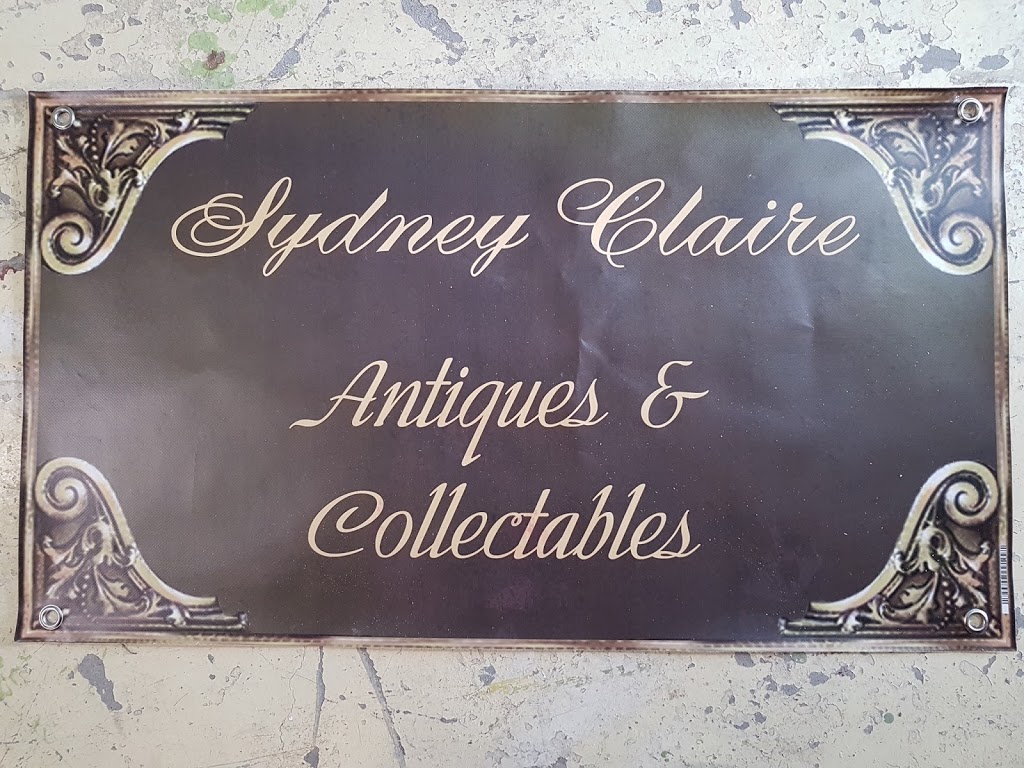 Sydney Claire
Antiques &
Collectables